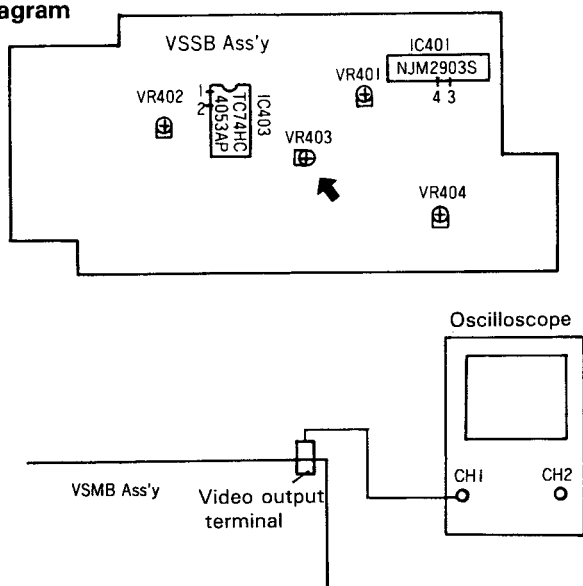 agram
VSSB Ass'y
IC401
NJM2903S
4 3
VR401
VR402
1
2
TC74HC
4053AP
IC403
VR403
VR404
Oscilloscope
CH1
CH2
VSMB Ass'y
Video output
terminal